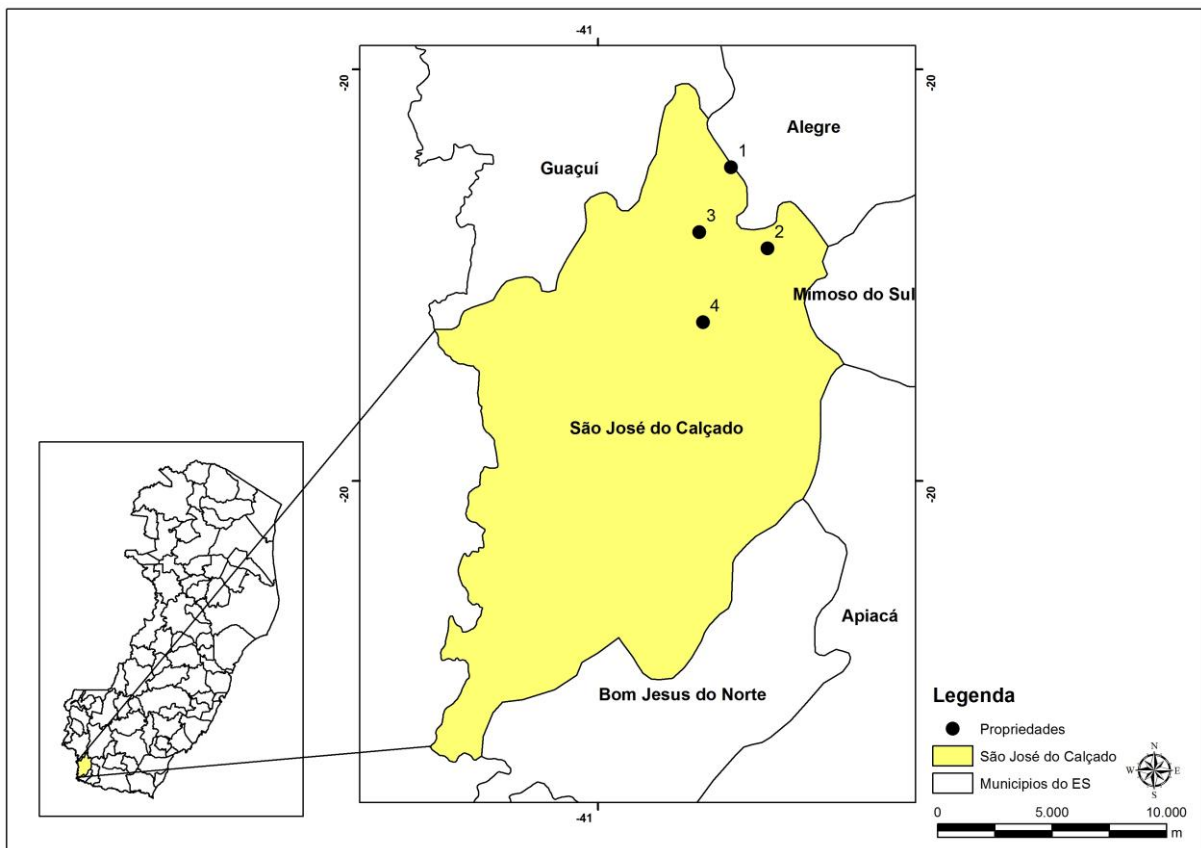 -41
-20
-20
Alegre
1
Guaçuí
3
2
Mimoso do Sul
4
São José do Calçado
-20
-20
Apiacá
Bom Jesus do Norte
-41
Legenda
Propriedades
São José do Calçado
Municipios do ES
N
W
E
S
0
5.000
10.000
m